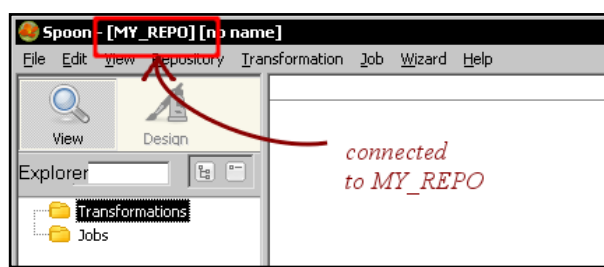 Spoon - [MY_REPO] [no name]
File Edit View Repository Transformation Job Wizard Help
View Design
connected
to MY_REPO
Explorer
Transformations
Jobs